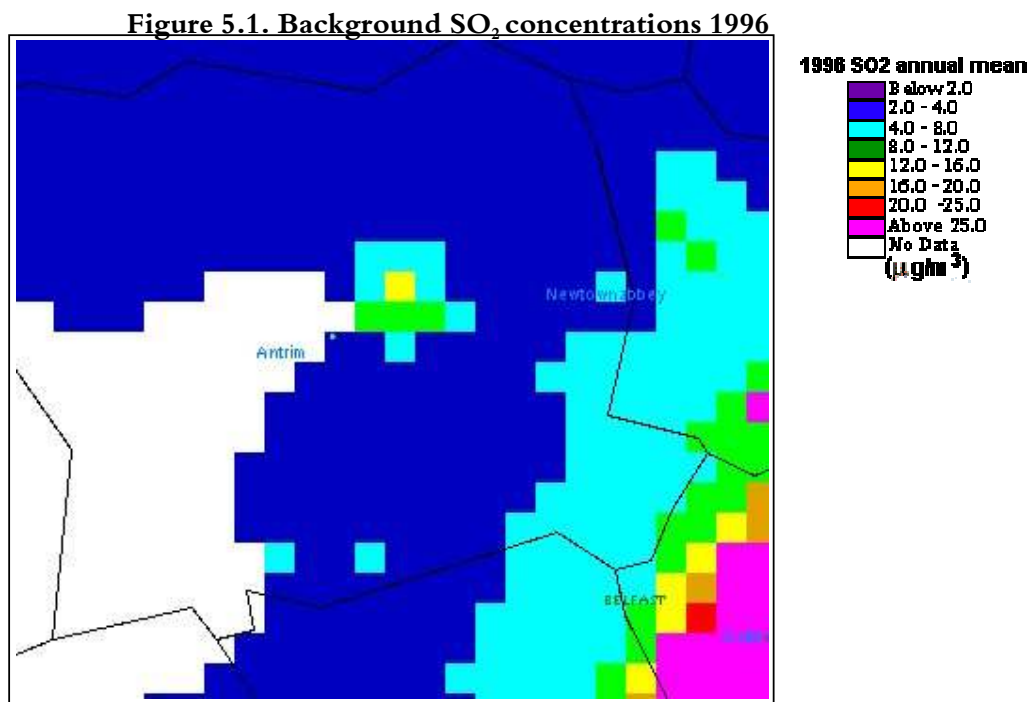 Figure 5.1. Background SO₂ concentrations 1996
1996 SO2 annual mean
Below 2.0
2.0 - 4.0
4.0 - 8.0
8.0 - 12.0
12.0 - 16.0
16.0 - 20.0
20.0 -25.0
Above 25.0
No Data
(μg/m³)
Newtownabbey
Antrim
BELFAST